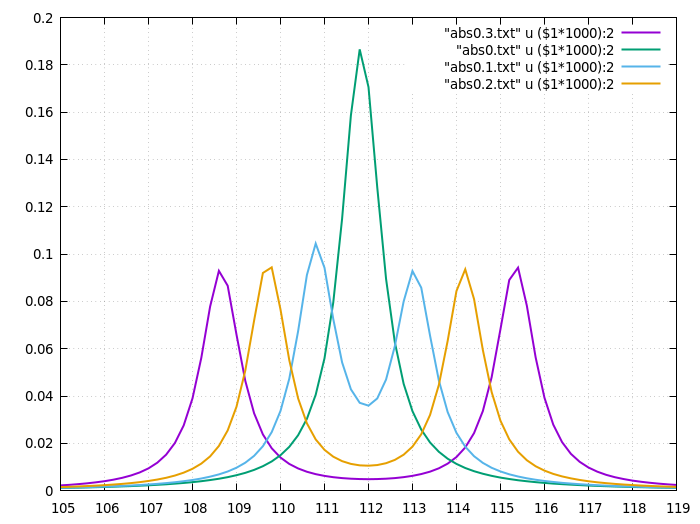 0.2
0.18
0.16
0.14
0.12
0.1
0.08
0.06
0.04
0.02
0
"abs0.3.txt" u ($1*1000):2
"abs0.txt" u ($1*1000):2
"abs0.1.txt" u ($1*1000):2
"abs0.2.txt" u ($1*1000):2
105 106 107 108 109 110 111 112 113 114 115 116 117 118 119